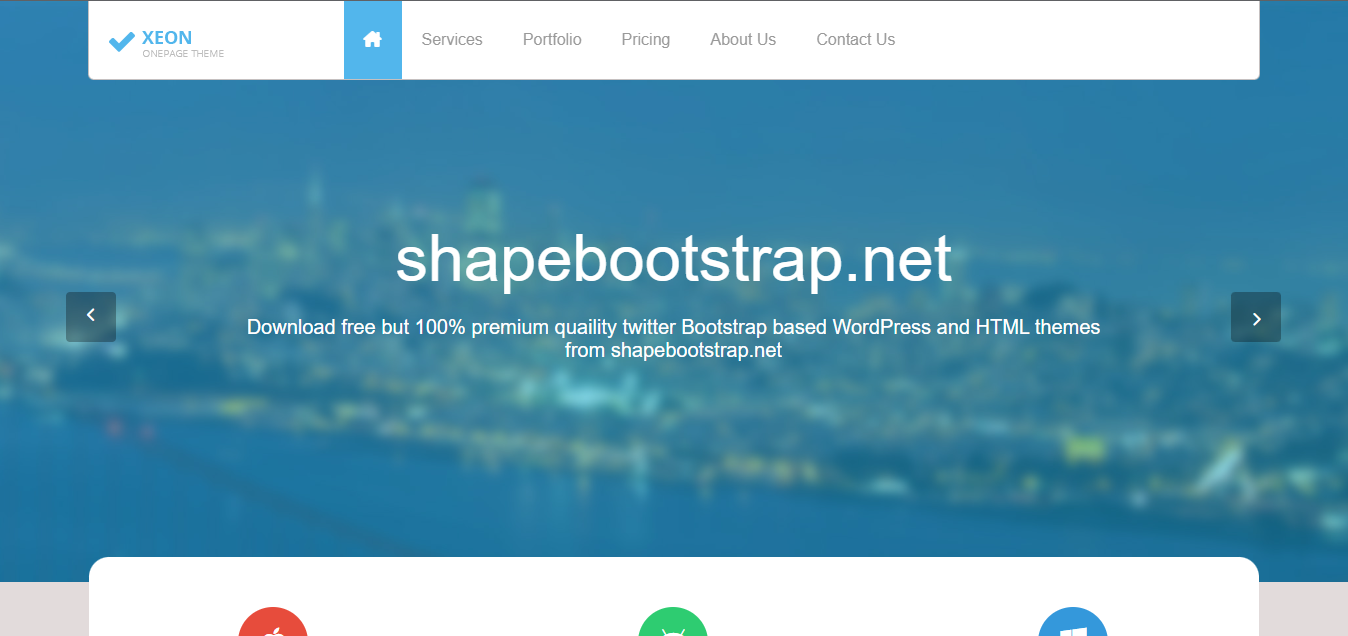 XEON
ONEPAGE THEME
Services
Portfolio
Pricing
About Us
Contact Us
shapebootstrap.net
Download free but 100% premium quaility twitter Bootstrap based WordPress and HTML themes
from shapebootstrap.net